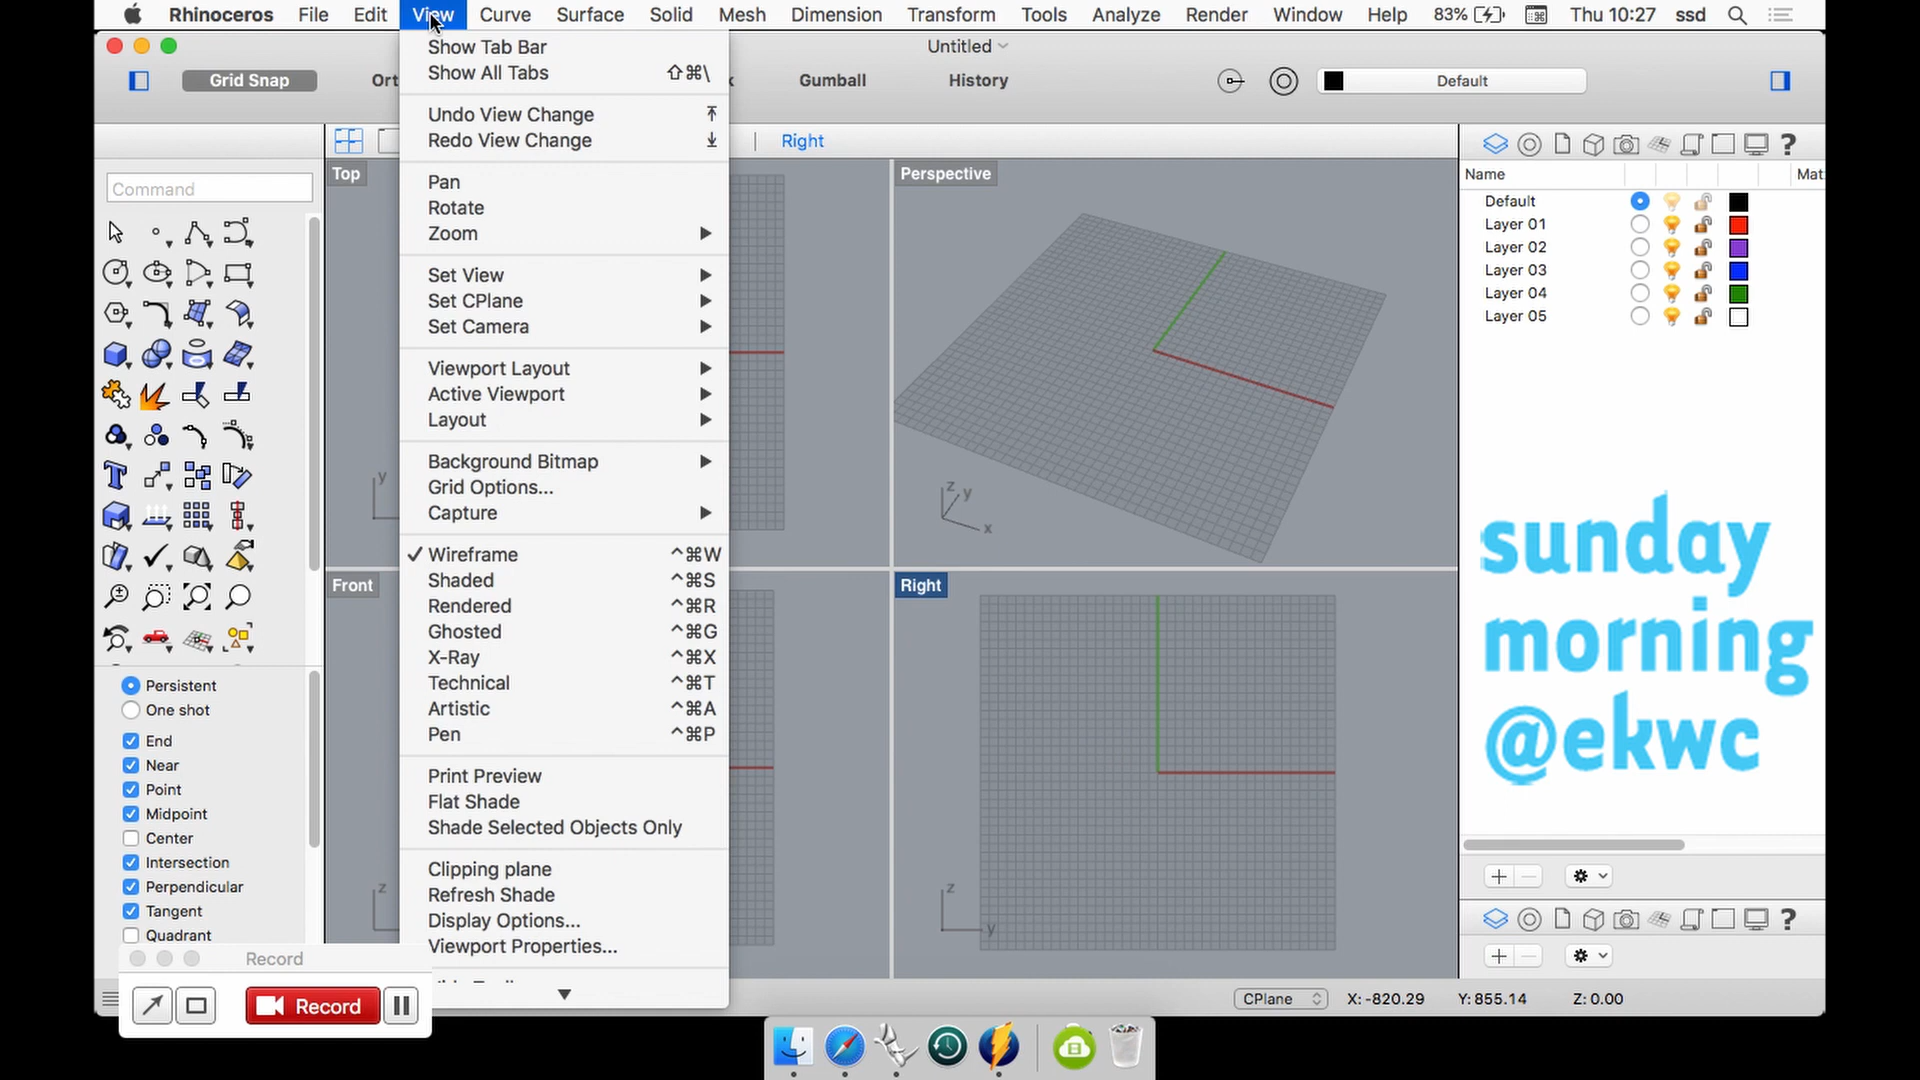 Rhinoceros File Edit View Curve Surface Solid Mesh Dimension Transform Tools Analyze Render Window Help 83% Thu 10:27 ssd
Untitled
Grid Snap Gumball History Default
Right
Command
Persistent
One shot
End
Near
Point
Midpoint
Center
Intersection
Perpendicular
Tangent
Quadrant
Show Tab Bar
Show All Tabs ⇧⌘\
Undo View Change ⤒
Redo View Change ⤓
Pan
Rotate
Zoom
Set View
Set CPlane
Set Camera
Viewport Layout
Active Viewport
Layout
Background Bitmap
Grid Options...
Capture
✓ Wireframe ^⌘W
Shaded ^⌘S
Rendered ^⌘R
Ghosted ^⌘G
X-Ray ^⌘X
Technical ^⌘T
Artistic ^⌘A
Pen ^⌘P
Print Preview
Flat Shade
Shade Selected Objects Only
Clipping plane
Refresh Shade
Display Options...
Viewport Properties...
Top
y
Perspective
z y
x
Front
z
Right
z
y
Name Mat
Default
Layer 01
Layer 02
Layer 03
Layer 04
Layer 05
sunday
morning
@ekwc
Record
Record
CPlane X: -820.29 Y: 855.14 Z: 0.00